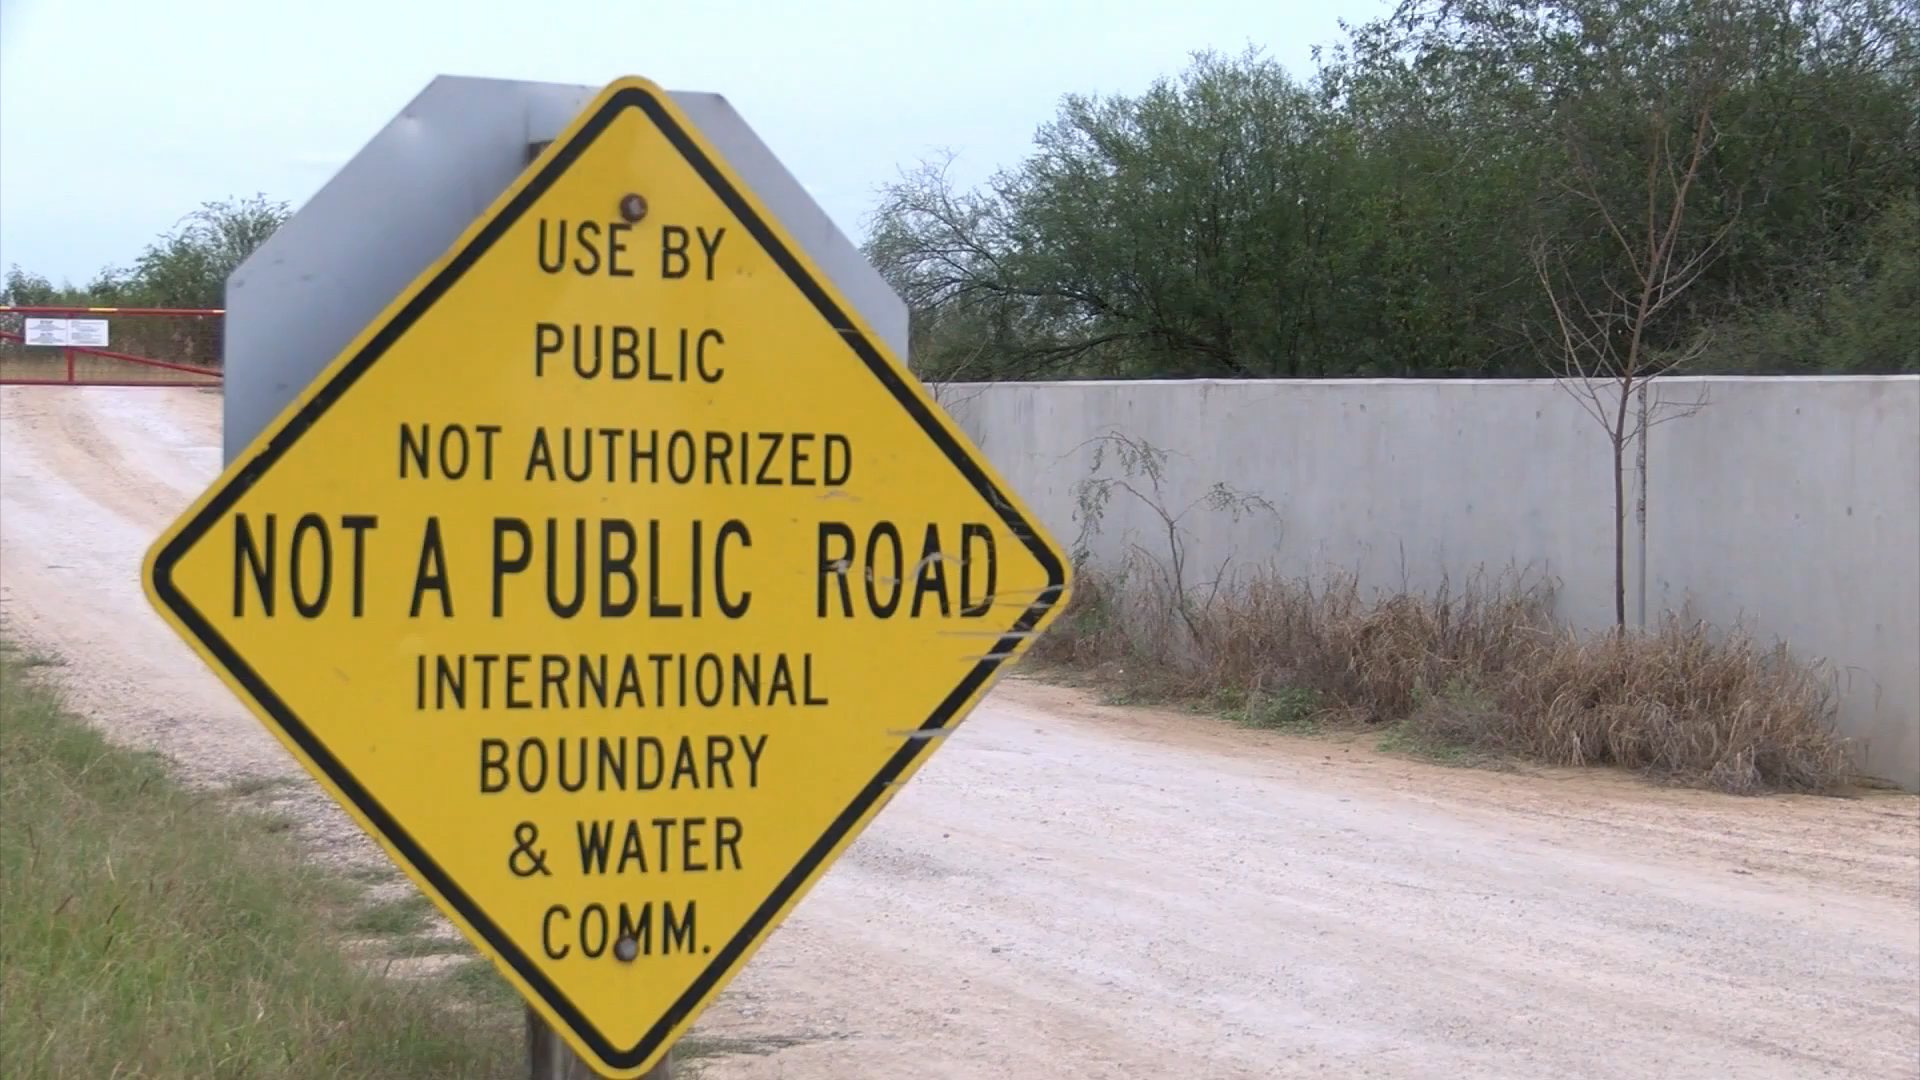 USE BY
PUBLIC
NOT AUTHORIZED
NOT A PUBLIC ROAD
INTERNATIONAL
BOUNDARY
& WATER
COMM.